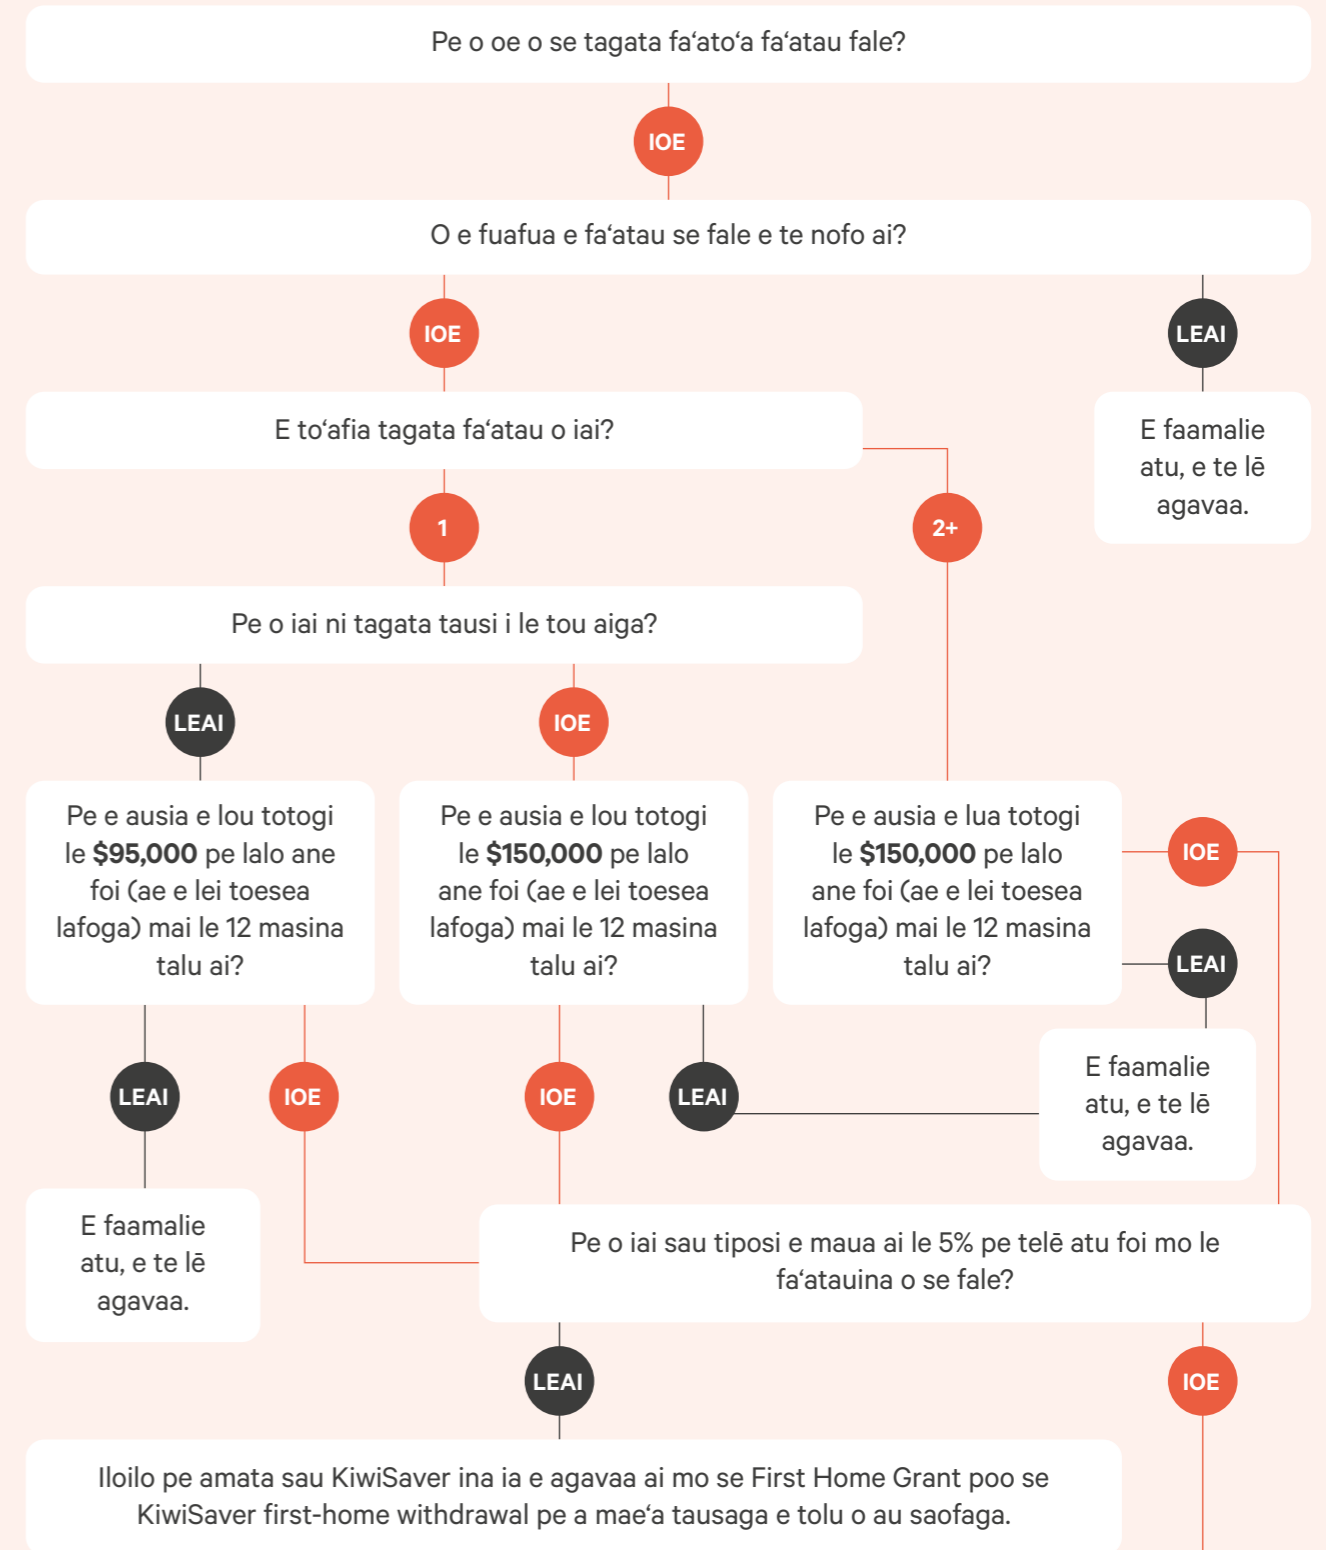 Pe o oe o se tagata fa‘ato‘a fa‘atau fale?
IOE
O e fuafua e fa‘atau se fale e te nofo ai?
IOE
LEAI
E to‘afia tagata fa‘atau o iai?
E faamalie
atu, e te lē
agavaa.
1
2+
Pe o iai ni tagata tausi i le tou aiga?
LEAI
IOE
Pe e ausia e lou totogi
le $95,000 pe lalo ane
foi (ae e lei toesea
lafoga) mai le 12 masina
talu ai?
Pe e ausia e lou totogi
le $150,000 pe lalo
ane foi (ae e lei toesea
lafoga) mai le 12 masina
talu ai?
Pe e ausia e lua totogi
le $150,000 pe lalo
ane foi (ae e lei toesea
lafoga) mai le 12 masina
talu ai?
IOE
LEAI
E faamalie
atu, e te lē
agavaa.
LEAI
IOE
IOE
LEAI
E faamalie
atu, e te lē
agavaa.
Pe o iai sau tiposi e maua ai le 5% pe telē atu foi mo le
fa‘atauina o se fale?
LEAI
IOE
Iloilo pe amata sau KiwiSaver ina ia e agavaa ai mo se First Home Grant poo se
KiwiSaver first-home withdrawal pe a mae‘a tausaga e tolu o au saofaga.